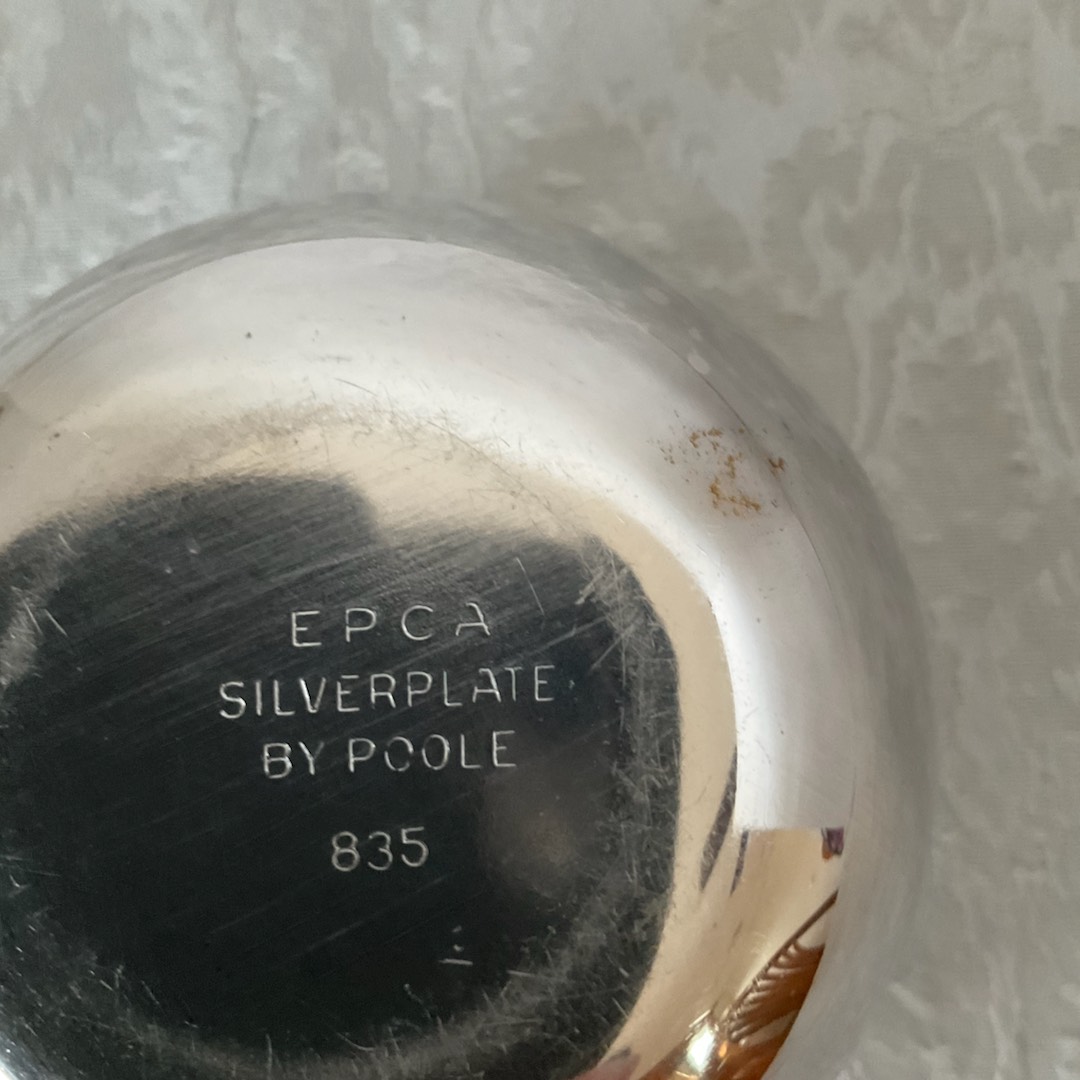 EPCA
SILVERPLATE
BY POOLE
835